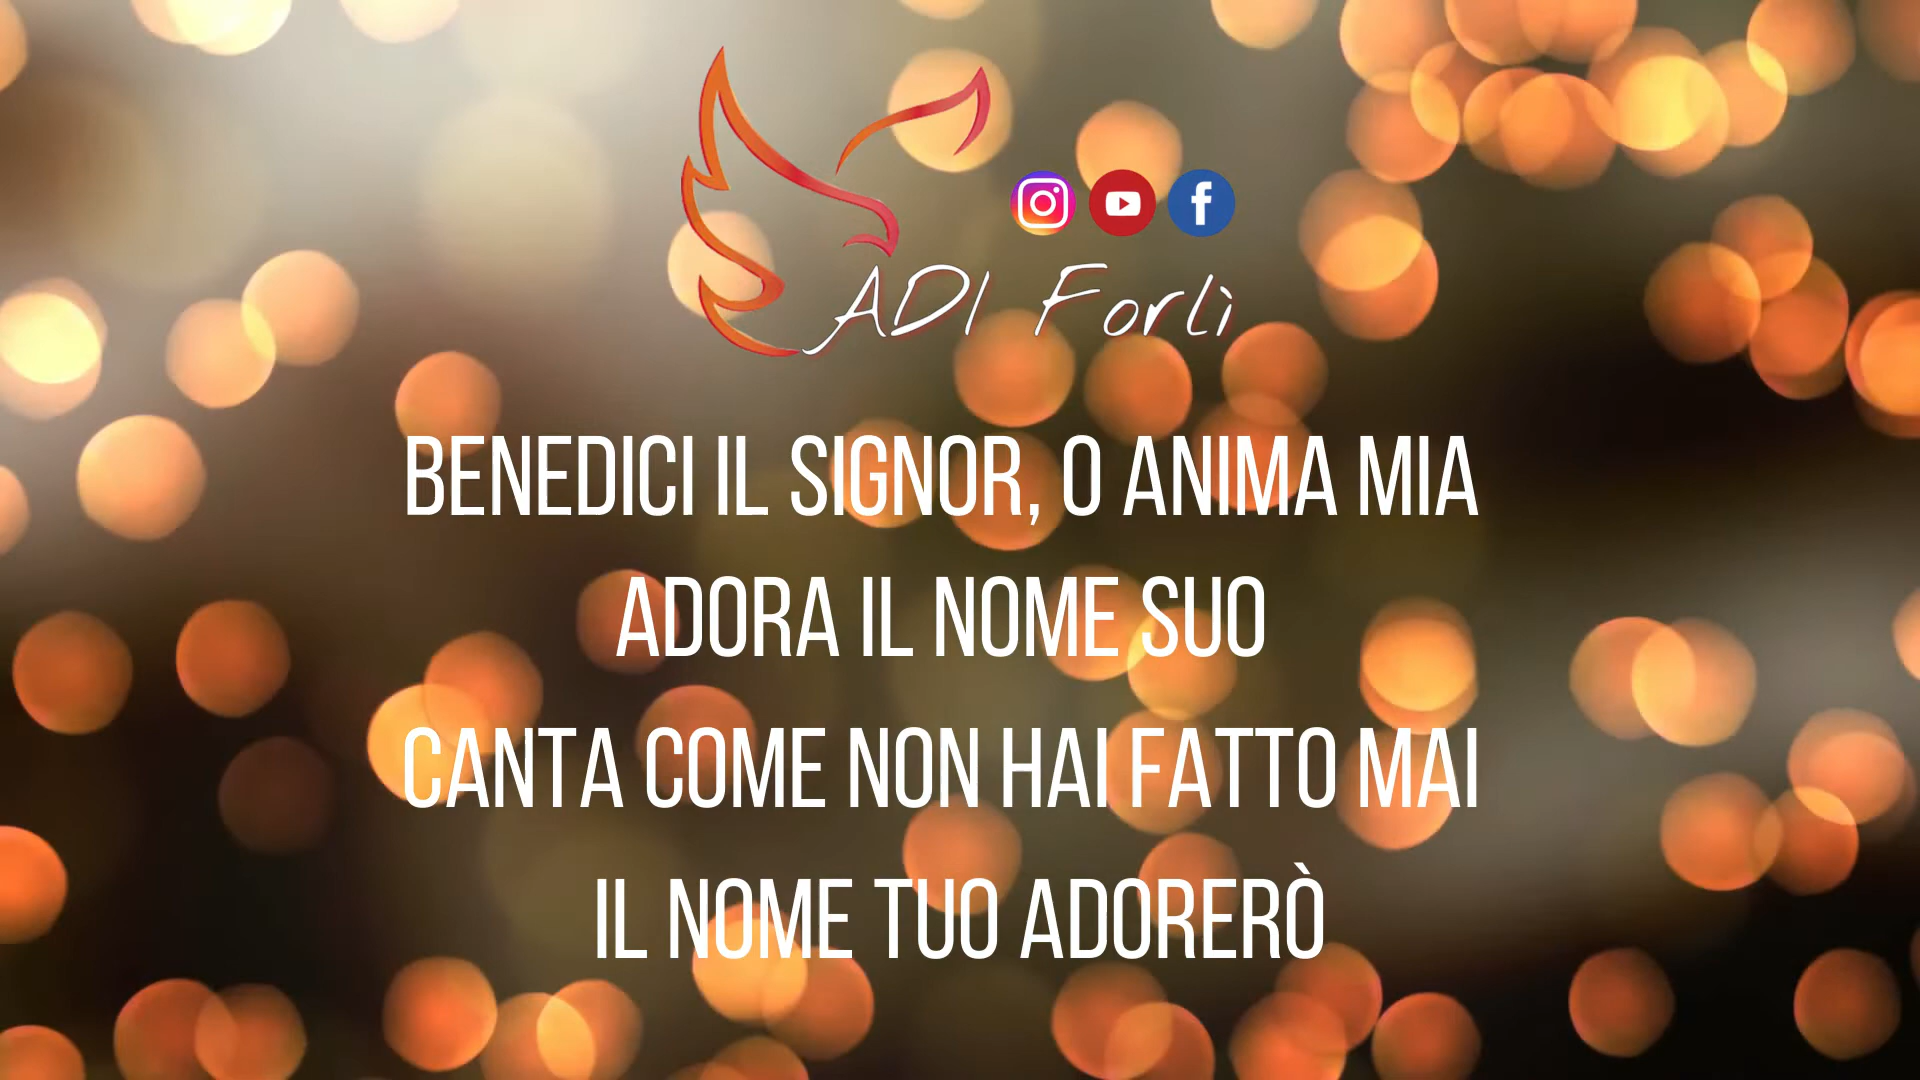 ADI Forlì
BENEDICI IL SIGNOR, O ANIMA MIA
ADORA IL NOME SUO
CANTA COME NON HAI FATTO MAI
IL NOME TUO ADORERÒ